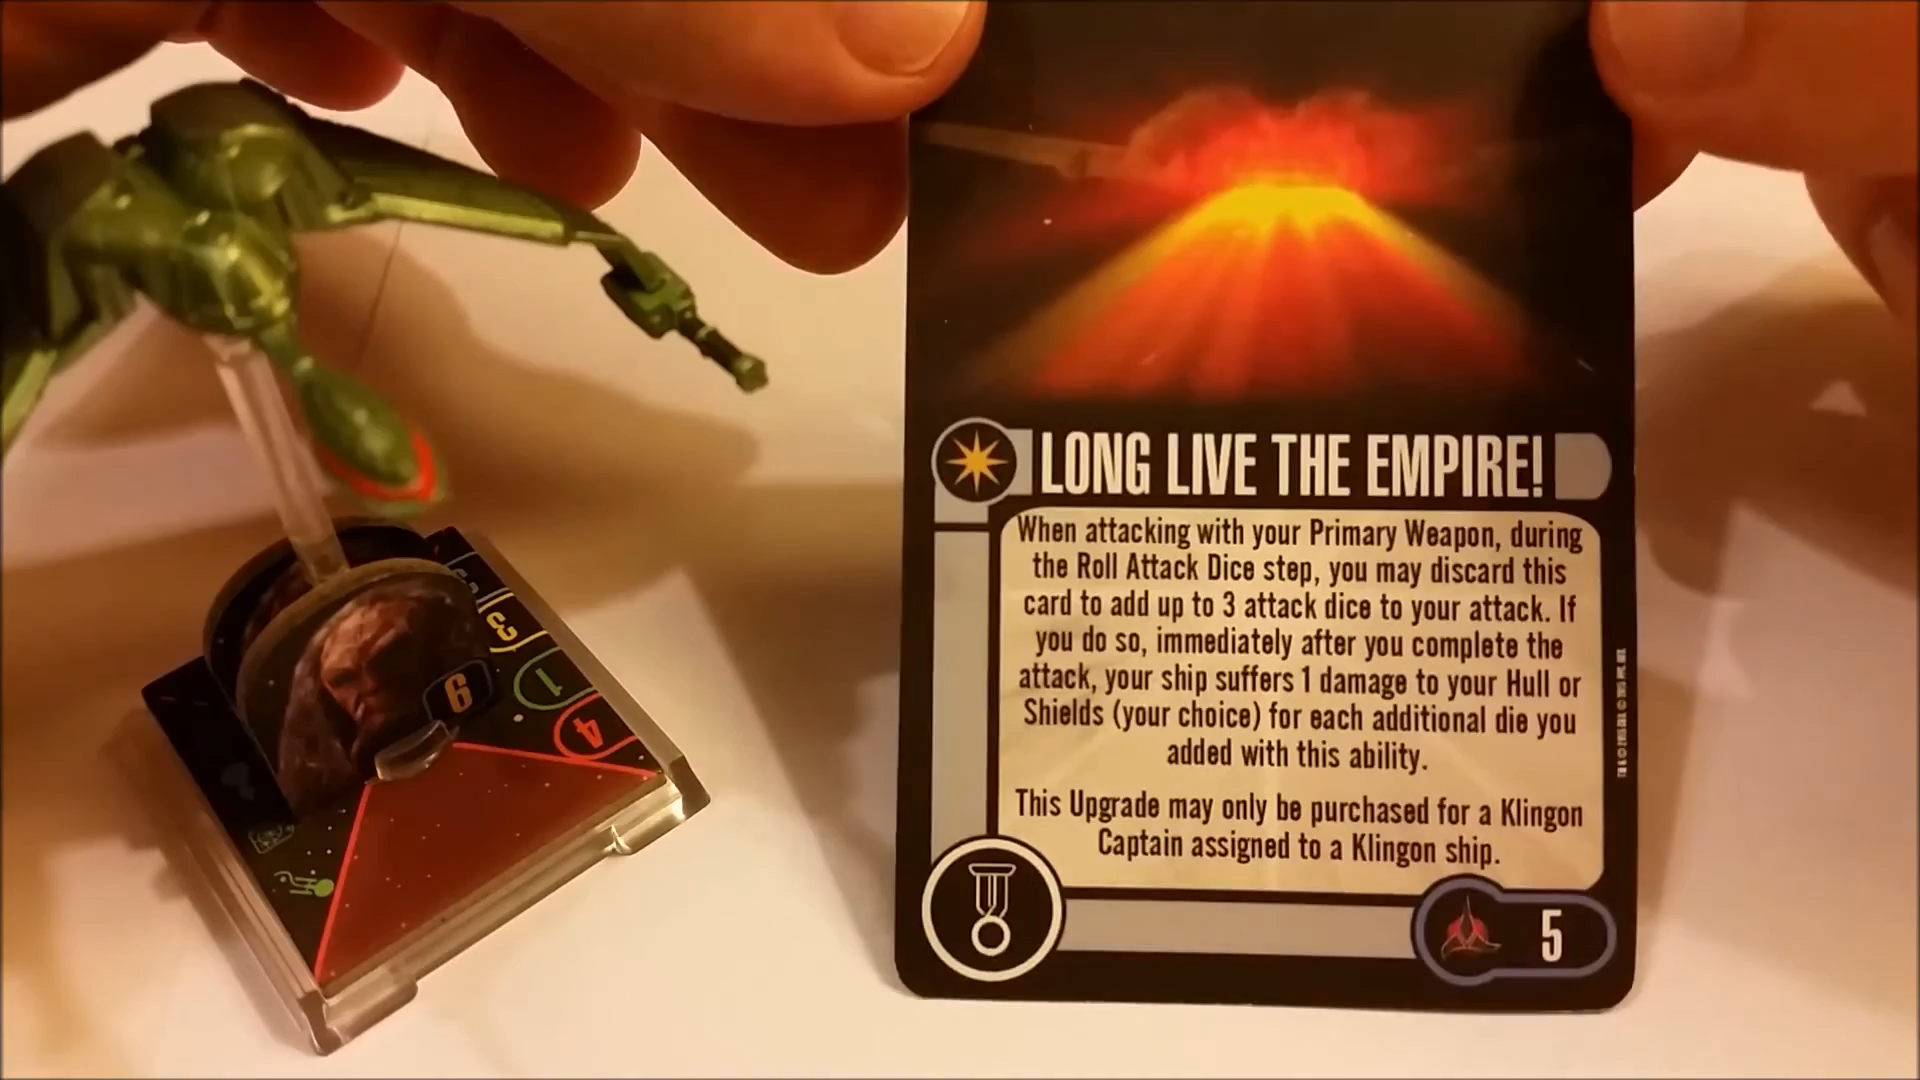 LONG LIVE THE EMPIRE!
When attacking with your Primary Weapon, during
the Roll Attack Dice step, you may discard this
card to add up to 3 attack dice to your attack. If
you do so, immediately after you complete the
attack, your ship suffers 1 damage to your Hull or
Shields (your choice) for each additional die you
added with this ability.
This Upgrade may only be purchased for a Klingon
Captain assigned to a Klingon ship.
5
3
1
4
6